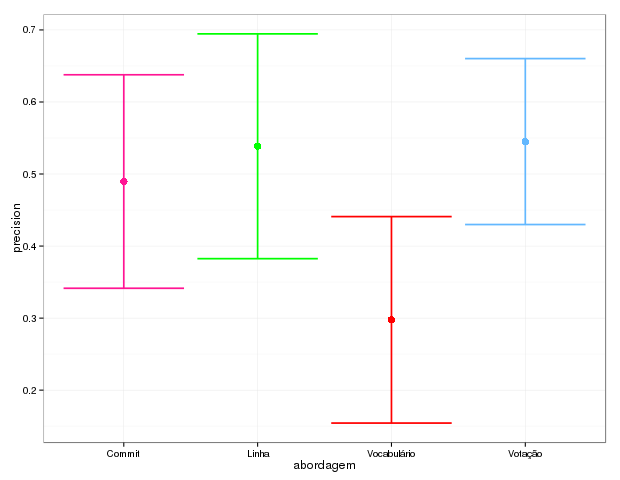 0.7
0.6
0.5
0.4
0.3
0.2
precision
Commit
Linha
Vocabulário
Votação
abordagem